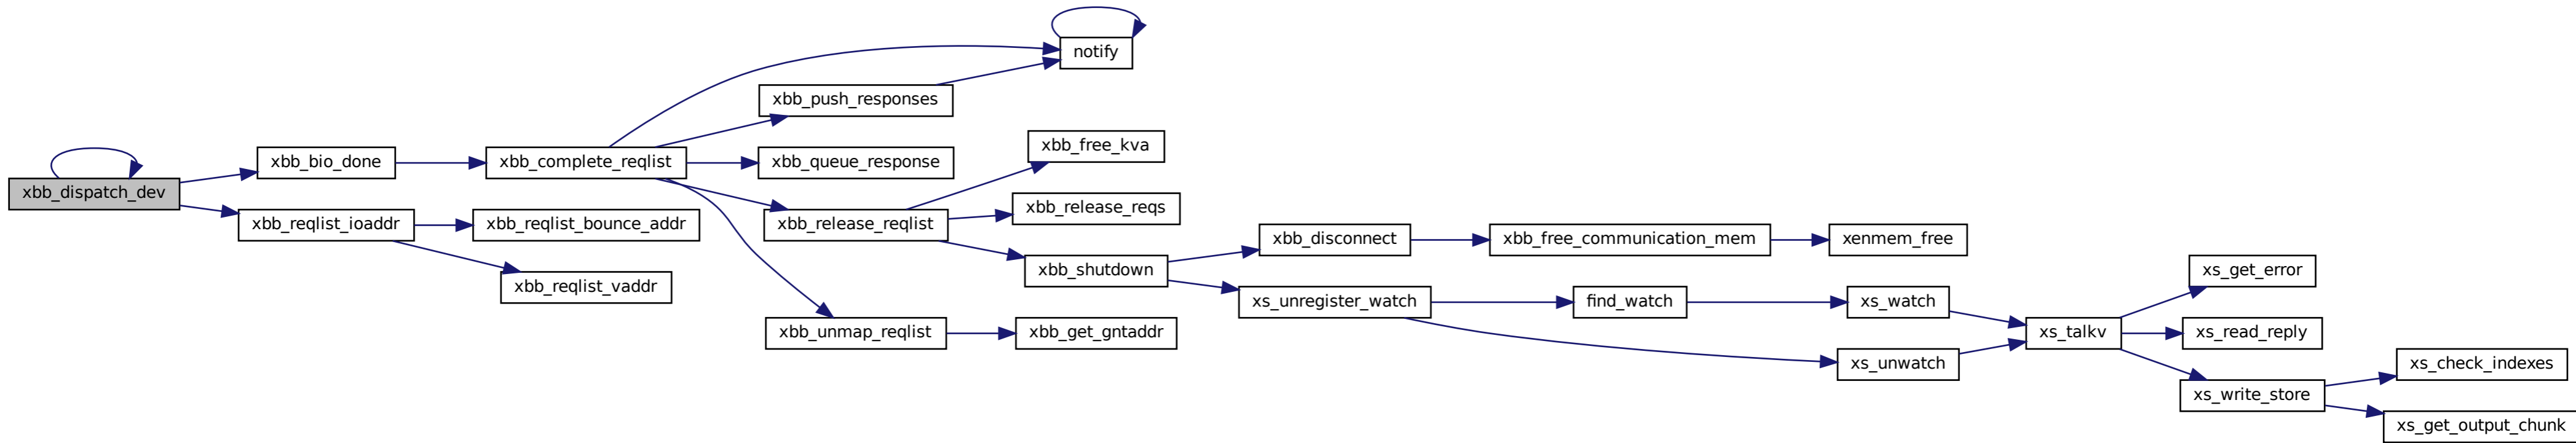 notify
xbb_push_responses
xbb_free_kva
xbb_bio_done
xbb_complete_reqlist
xbb_queue_response
xbb_dispatch_dev
xbb_release_reqs
xbb_reqlist_ioaddr
xbb_reqlist_bounce_addr
xbb_release_reqlist
xbb_disconnect
xbb_free_communication_mem
xenmem_free
xbb_shutdown
xs_get_error
xbb_reqlist_vaddr
xs_unregister_watch
find_watch
xs_watch
xbb_unmap_reqlist
xbb_get_gntaddr
xs_talkv
xs_read_reply
xs_unwatch
xs_check_indexes
xs_write_store
xs_get_output_chunk